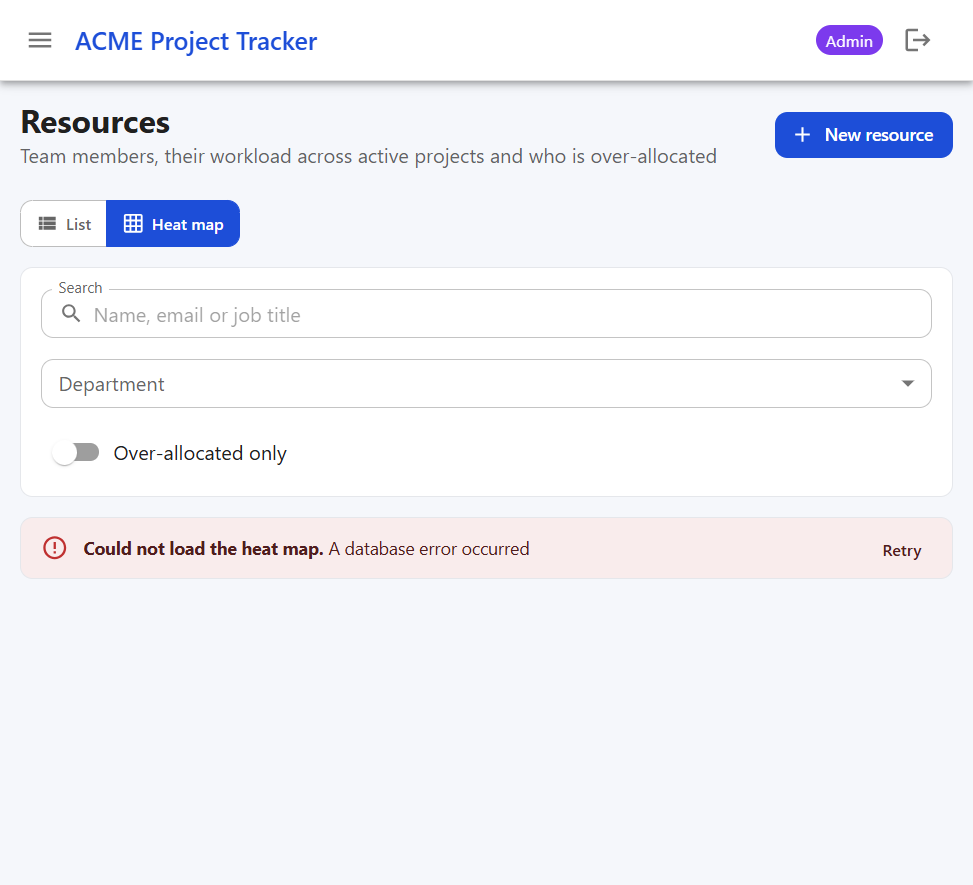 ACME Project Tracker
Admin
Resources
Team members, their workload across active projects and who is over-allocated
New resource
List
Heat map
Search
Name, email or job title
Department
Over-allocated only
Could not load the heat map. A database error occurred
Retry